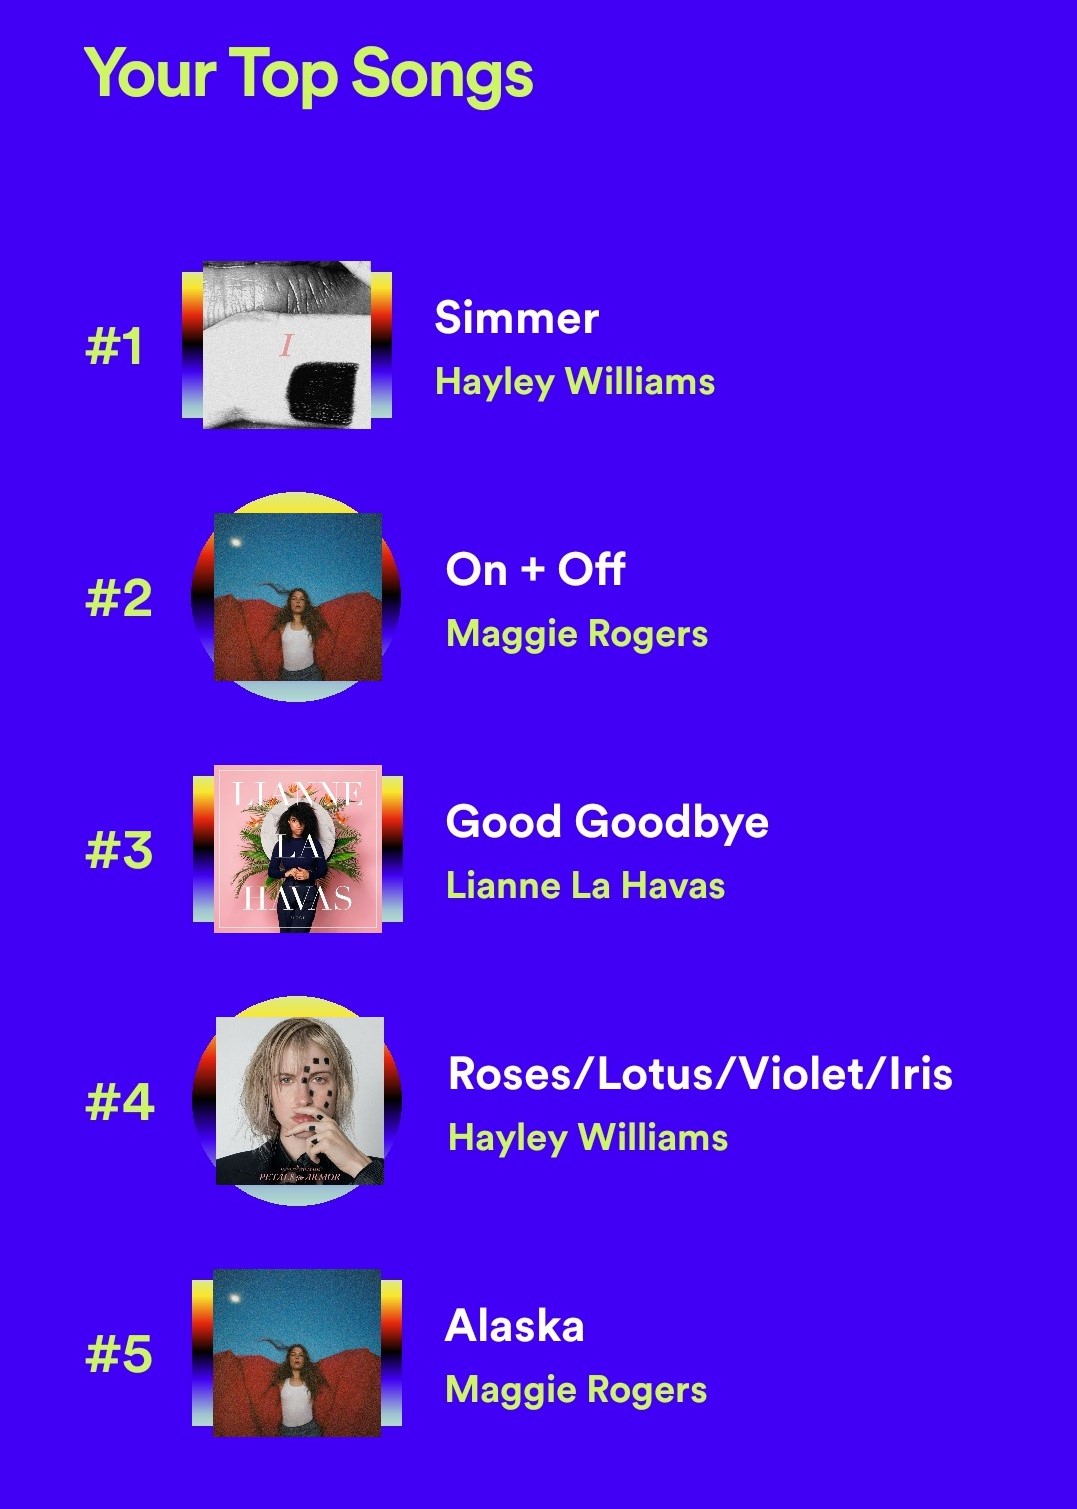 Your Top Songs
#1
I
Simmer
Hayley Williams
#2
On + Off
Maggie Rogers
#3
LIANNE
LA
HAVAS
Good Goodbye
Lianne La Havas
#4
PETALS for ARMOR
Roses/Lotus/Violet/Iris
Hayley Williams
#5
Alaska
Maggie Rogers